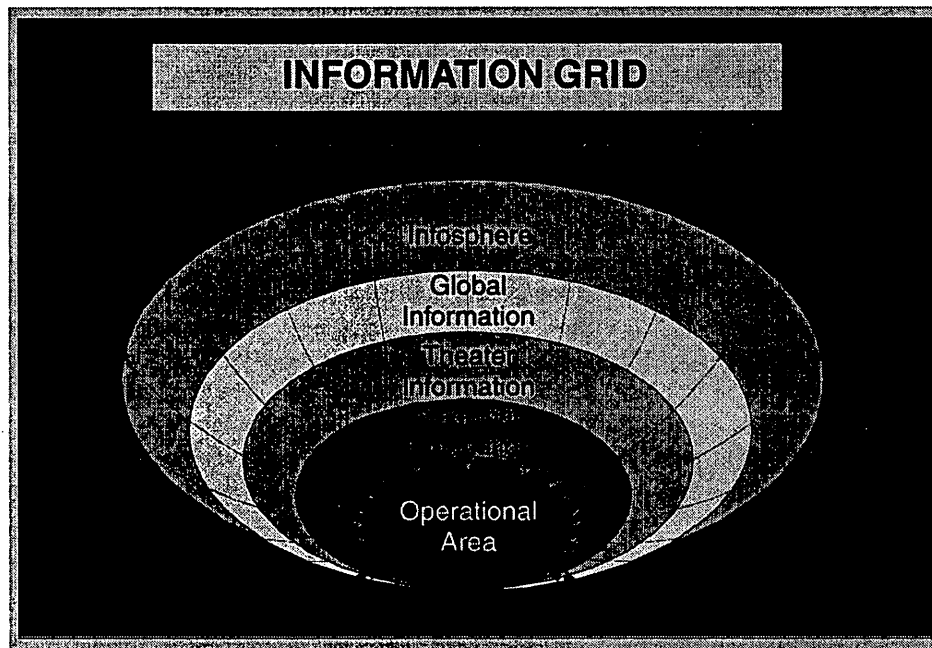 INFORMATION GRID
Infosphere
Global
Information
Theater
Information
Operational
Area